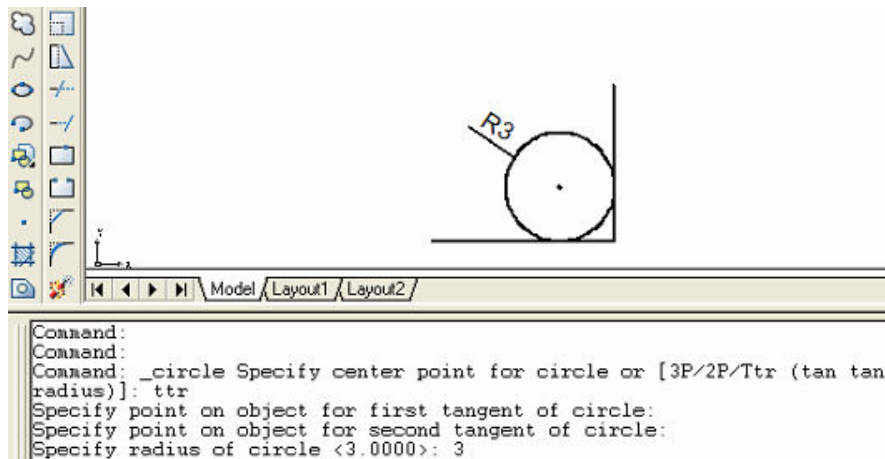 R3
Y
x
Model Layout1 Layout2
Command:
Command:
Command: _circle Specify center point for circle or [3P/2P/Ttr (tan tan
radius)]: ttr
Specify point on object for first tangent of circle:
Specify point on object for second tangent of circle:
Specify radius of circle <3.0000>: 3